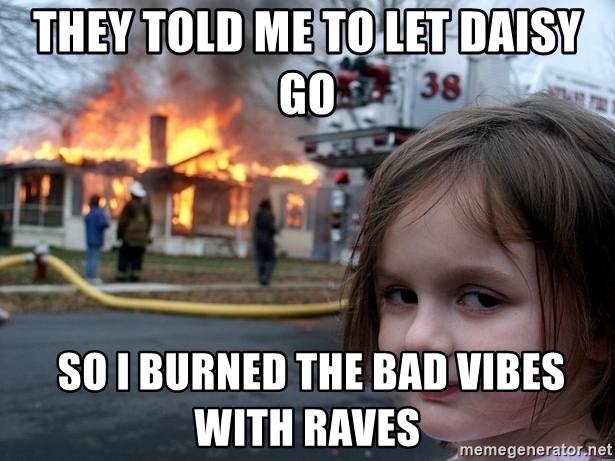 THEY TOLD ME TO LET DAISY
GO
38
SO I BURNED THE BAD VIBES
WITH RAVES
memegenerator.net